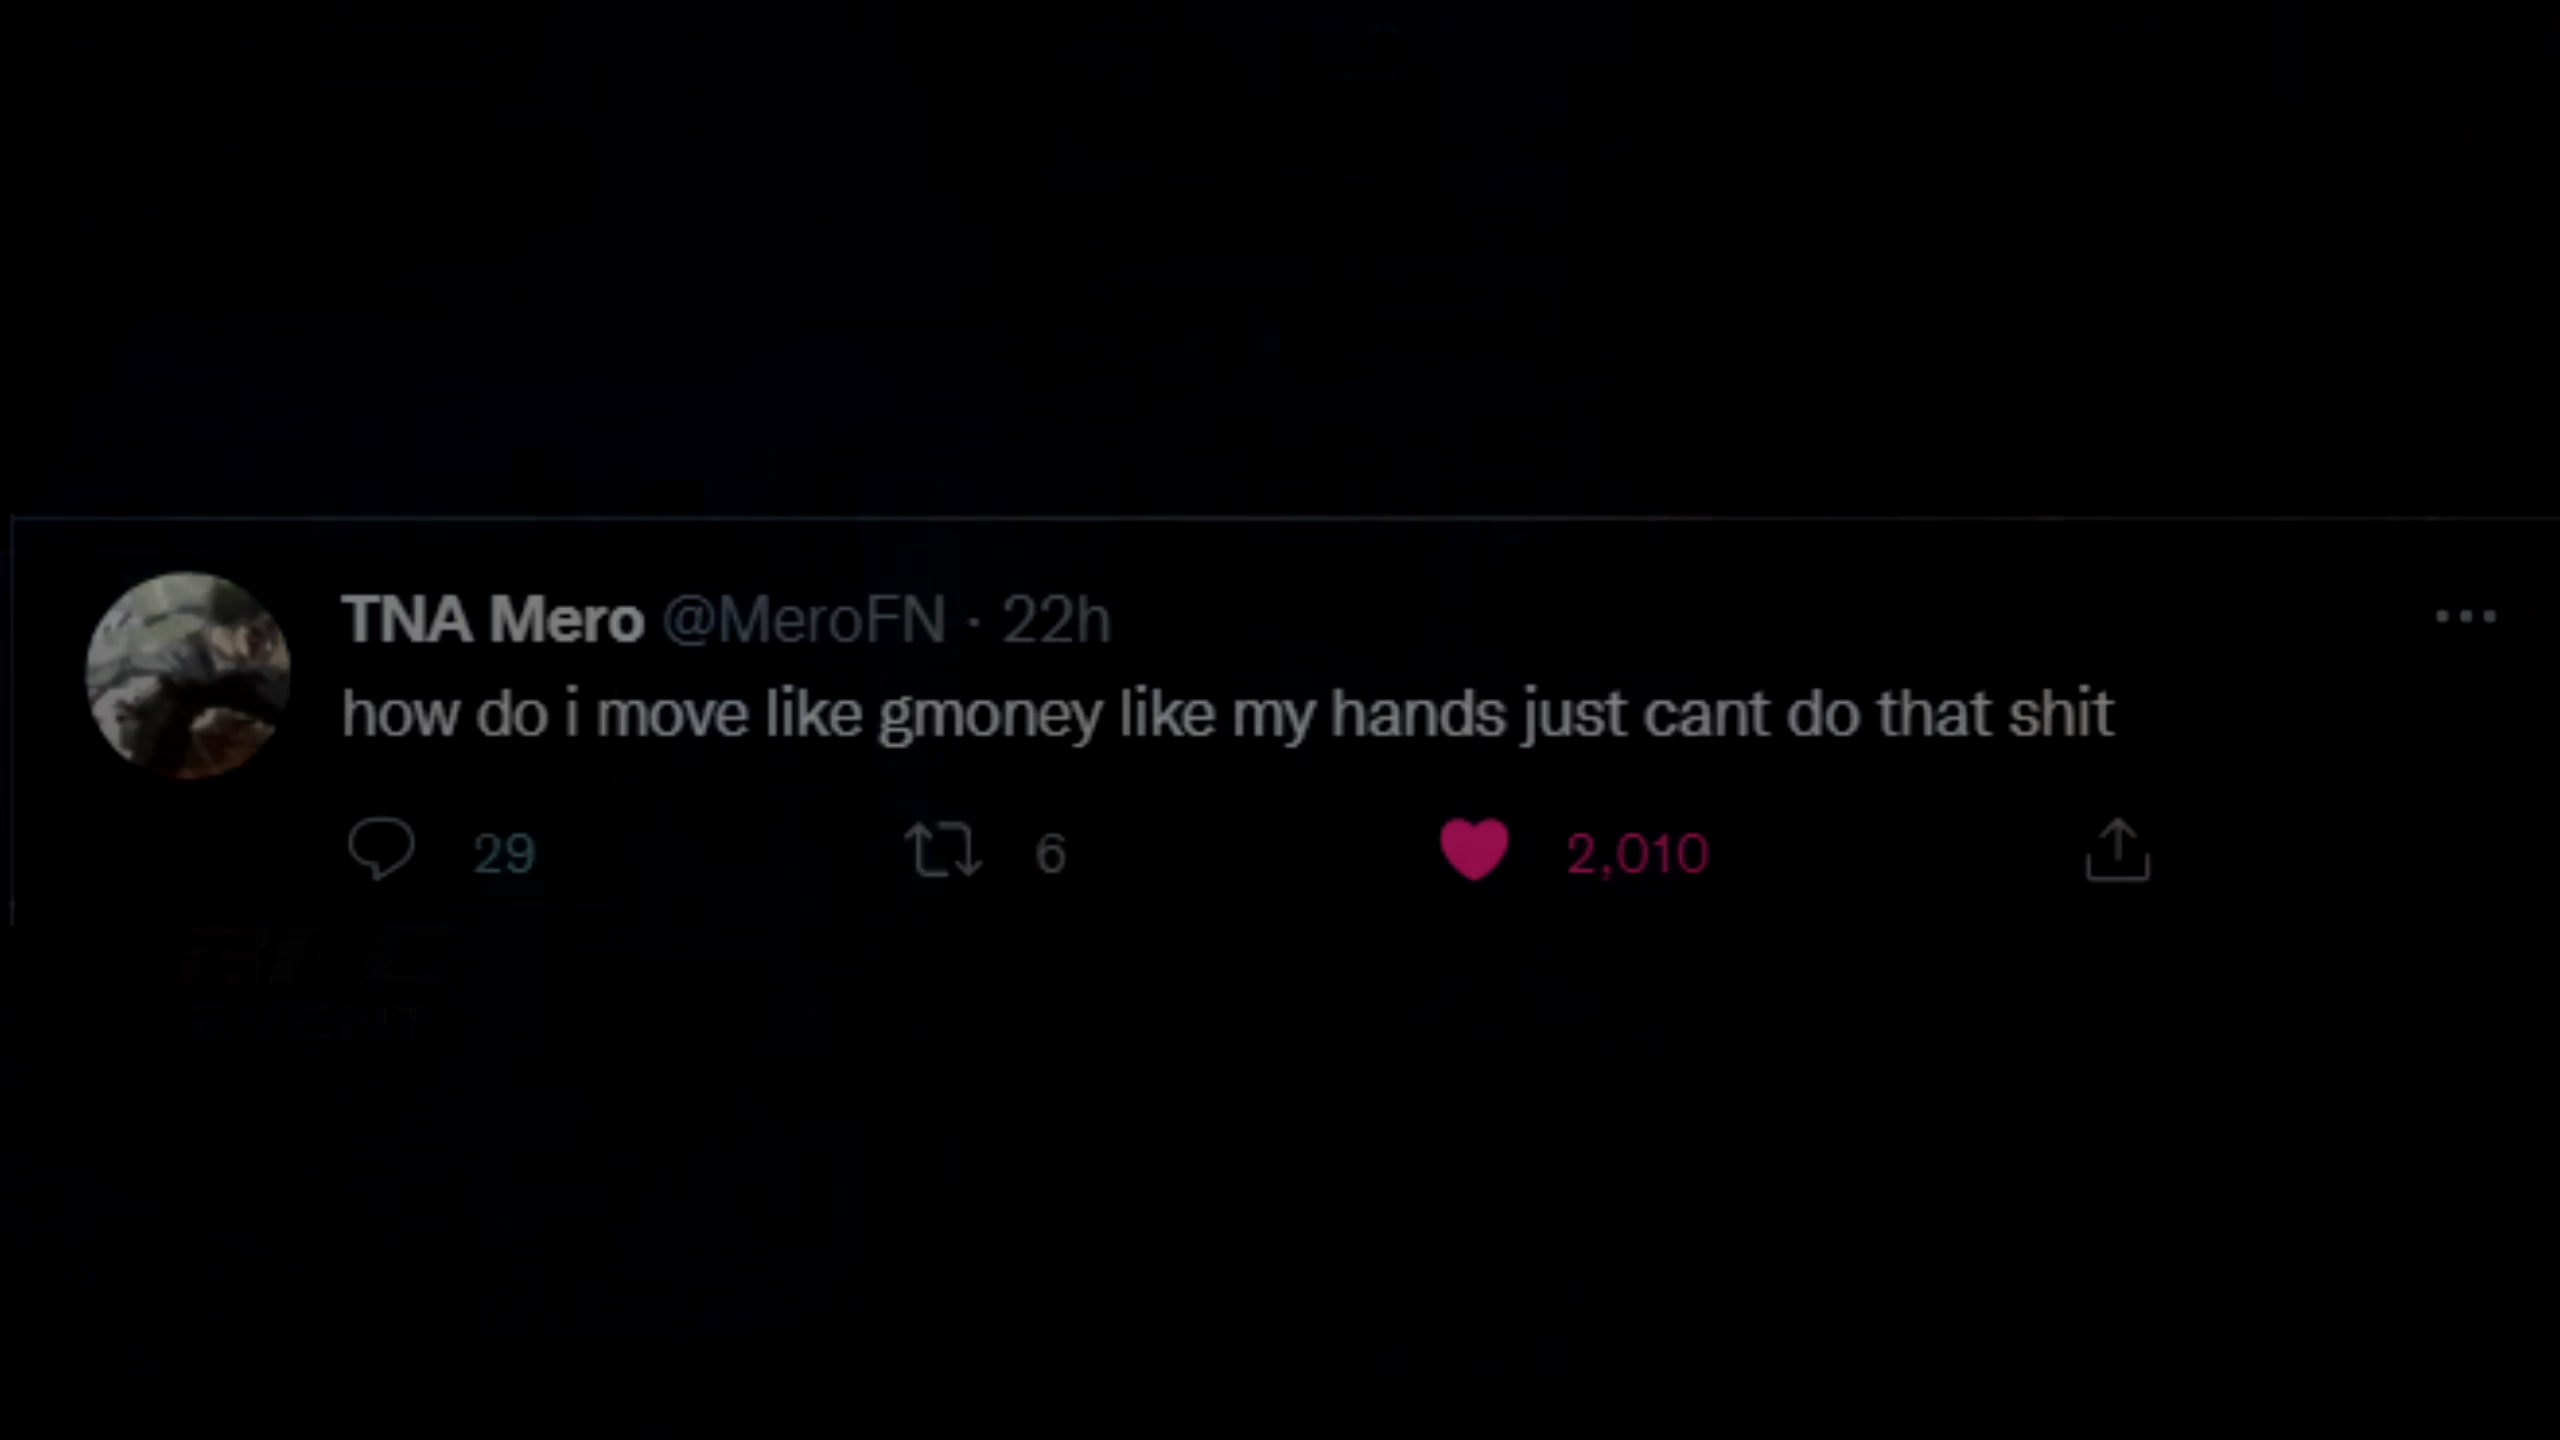 TNA Mero @MeroFN · 22h
how do i move like gmoney like my hands just cant do that shit
29 6 2,010